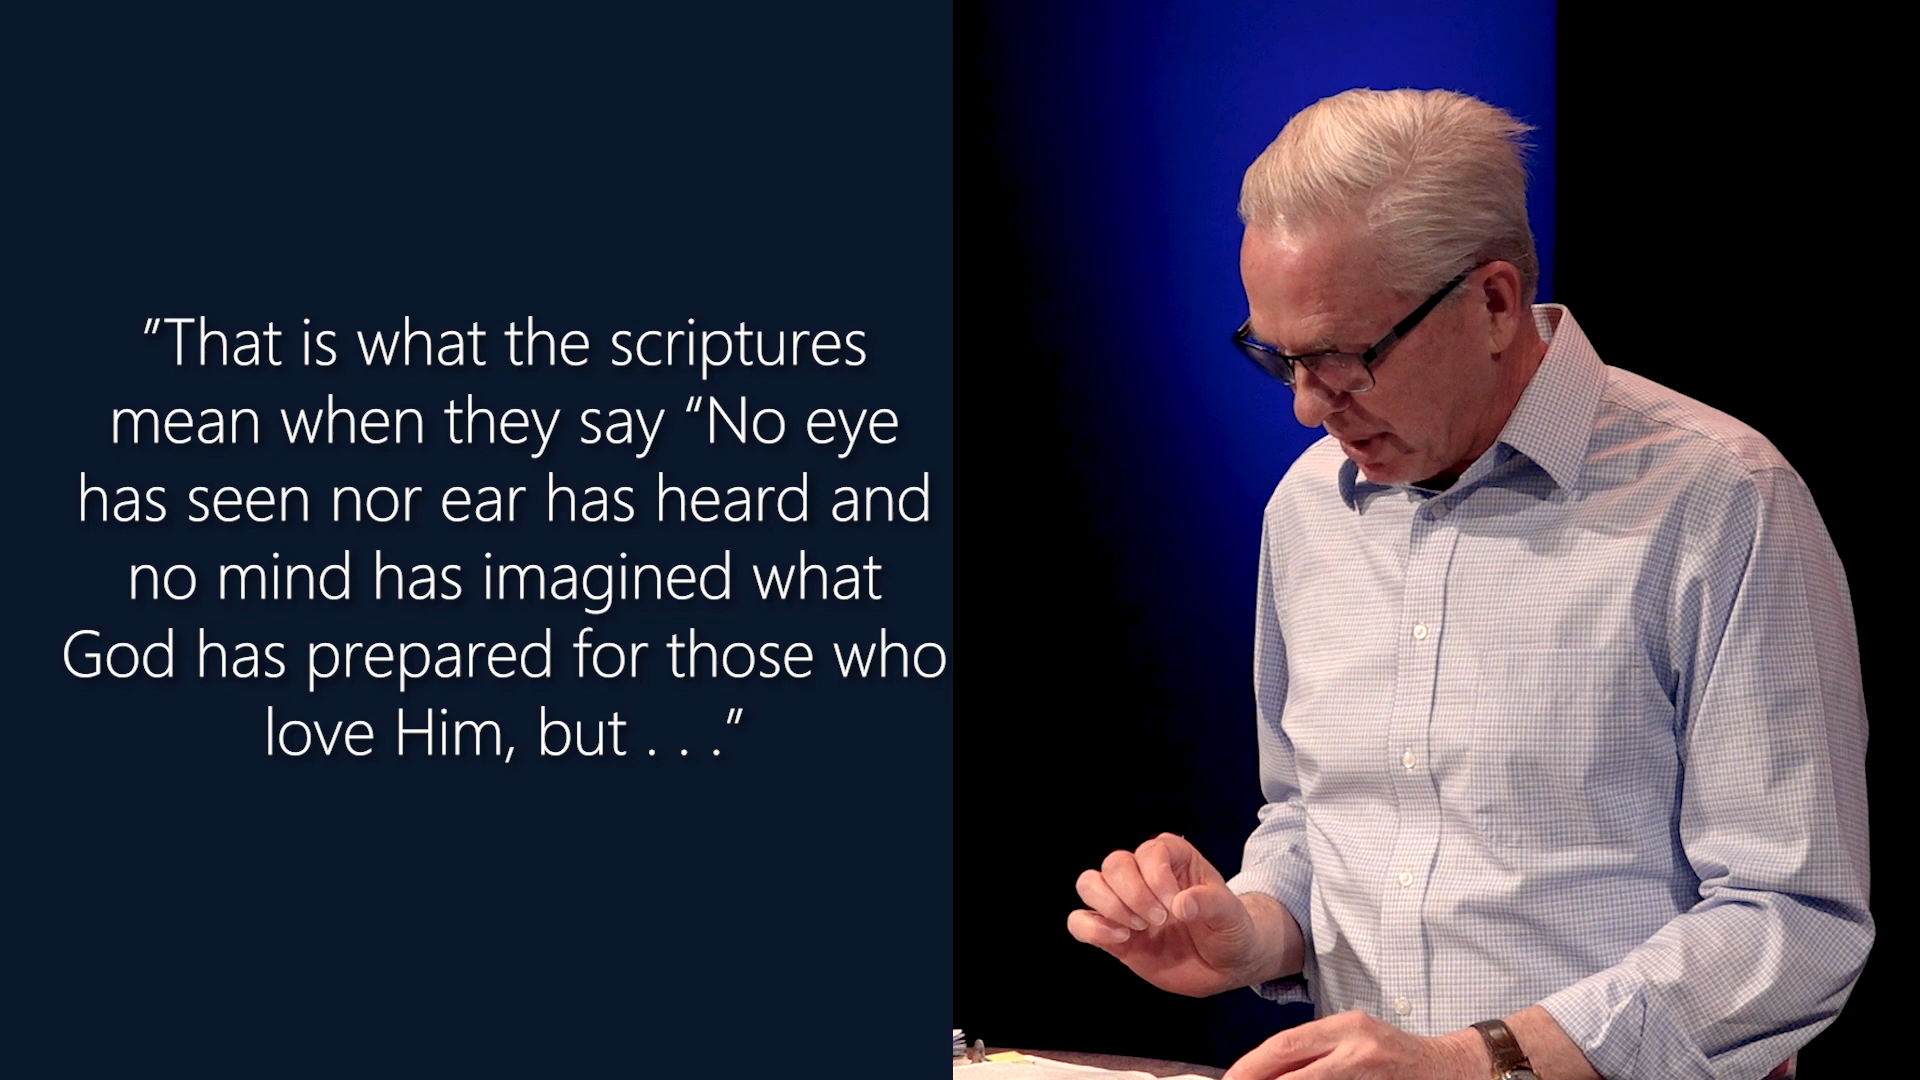 "That is what the scriptures
mean when they say “No eye
has seen nor ear has heard and
no mind has imagined what
God has prepared for those who
love Him, but . . ."